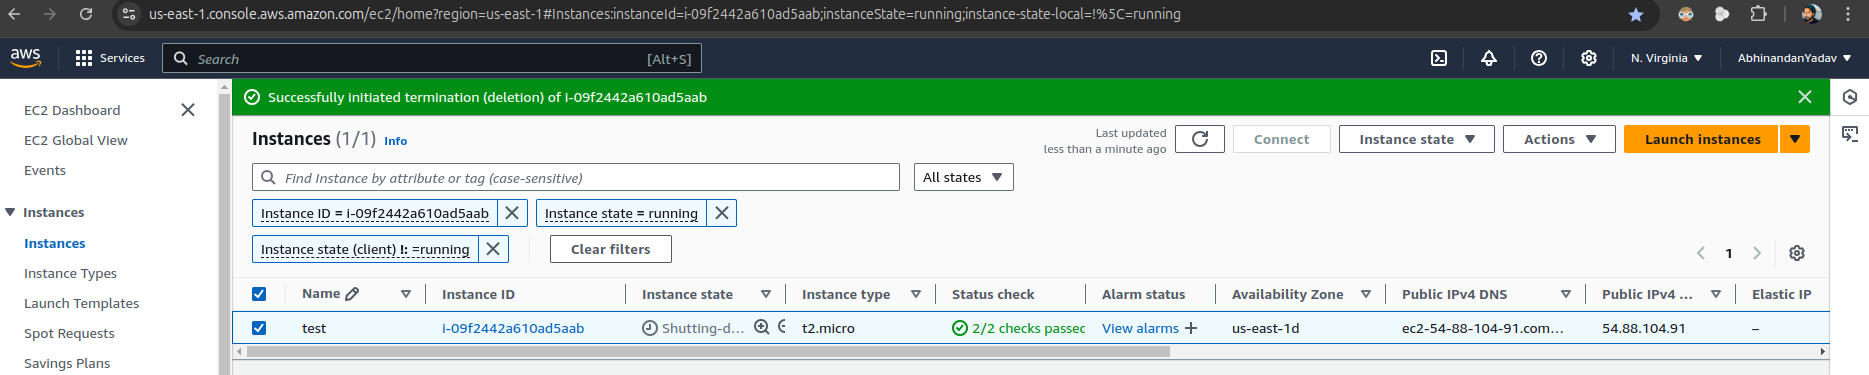 us-east-1.console.aws.amazon.com/ec2/home?region=us-east-1#Instances:instanceId=i-09f2442a610ad5aab;instanceState=running;instance-state-local=!%5C=running
aws Services Search [Alt+S] N. Virginia AbhinandanYadav
Successfully initiated termination (deletion) of i-09f2442a610ad5aab
EC2 Dashboard
EC2 Global View
Events
Instances
Instances
Instance Types
Launch Templates
Spot Requests
Savings Plans
Instances (1/1) Info
Last updated
less than a minute ago
Connect Instance state Actions Launch instances
Find Instance by attribute or tag (case-sensitive) All states
Instance ID = i-09f2442a610ad5aab Instance state = running
Instance state (client) !: =running Clear filters
1
Name Instance ID Instance state Instance type Status check Alarm status Availability Zone Public IPv4 DNS Public IPv4 ... Elastic IP
test i-09f2442a610ad5aab Shutting-d... t2.micro 2/2 checks passec View alarms + us-east-1d ec2-54-88-104-91.com... 54.88.104.91 –